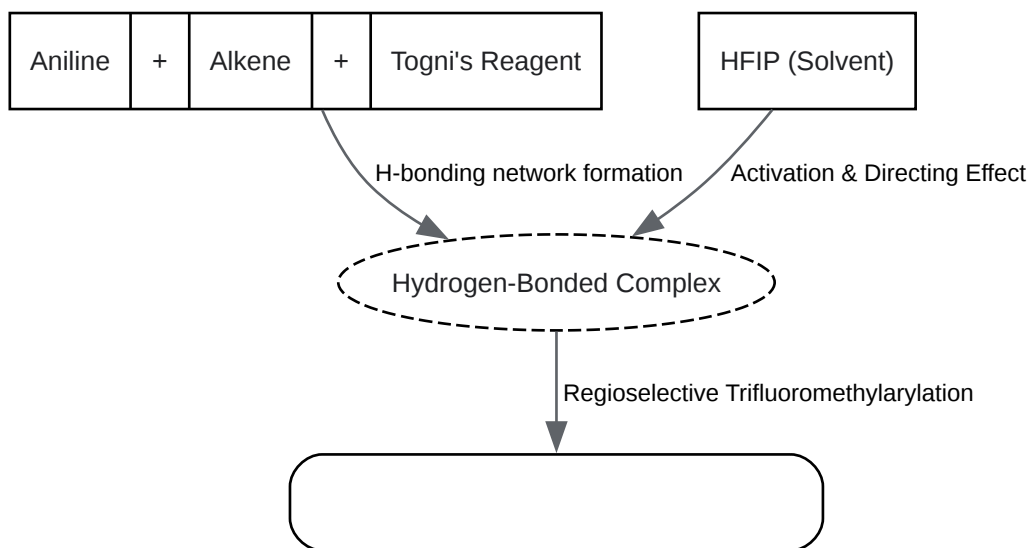 Aniline + Alkene + Togni's Reagent
HFIP (Solvent)
H-bonding network formation
Activation & Directing Effect
Hydrogen-Bonded Complex
Regioselective Trifluoromethylarylation